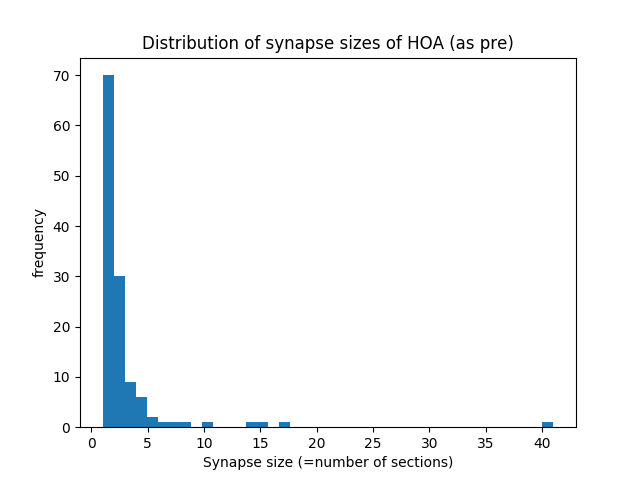 Distribution of synapse sizes of HOA (as pre)
frequency
70
60
50
40
30
20
10
0
0 5 10 15 20 25 30 35 40
Synapse size (=number of sections)